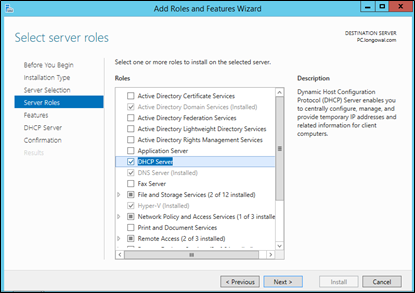 Add Roles and Features Wizard
Select server roles
DESTINATION SERVER
PC.longowal.com
Before You Begin
Installation Type
Server Selection
Server Roles
Features
DHCP Server
Confirmation
Results
Select one or more roles to install on the selected server.
Roles
Active Directory Certificate Services
Active Directory Domain Services (Installed)
Active Directory Federation Services
Active Directory Lightweight Directory Services
Active Directory Rights Management Services
Application Server
DHCP Server
DNS Server (Installed)
Fax Server
File and Storage Services (2 of 12 installed)
Hyper-V (Installed)
Network Policy and Access Services (1 of 3 installed)
Print and Document Services
Remote Access (2 of 3 installed)
Description
Dynamic Host Configuration
Protocol (DHCP) Server enables you
to centrally configure, manage, and
provide temporary IP addresses and
related information for client
computers.
< Previous
Next >
Install
Cancel